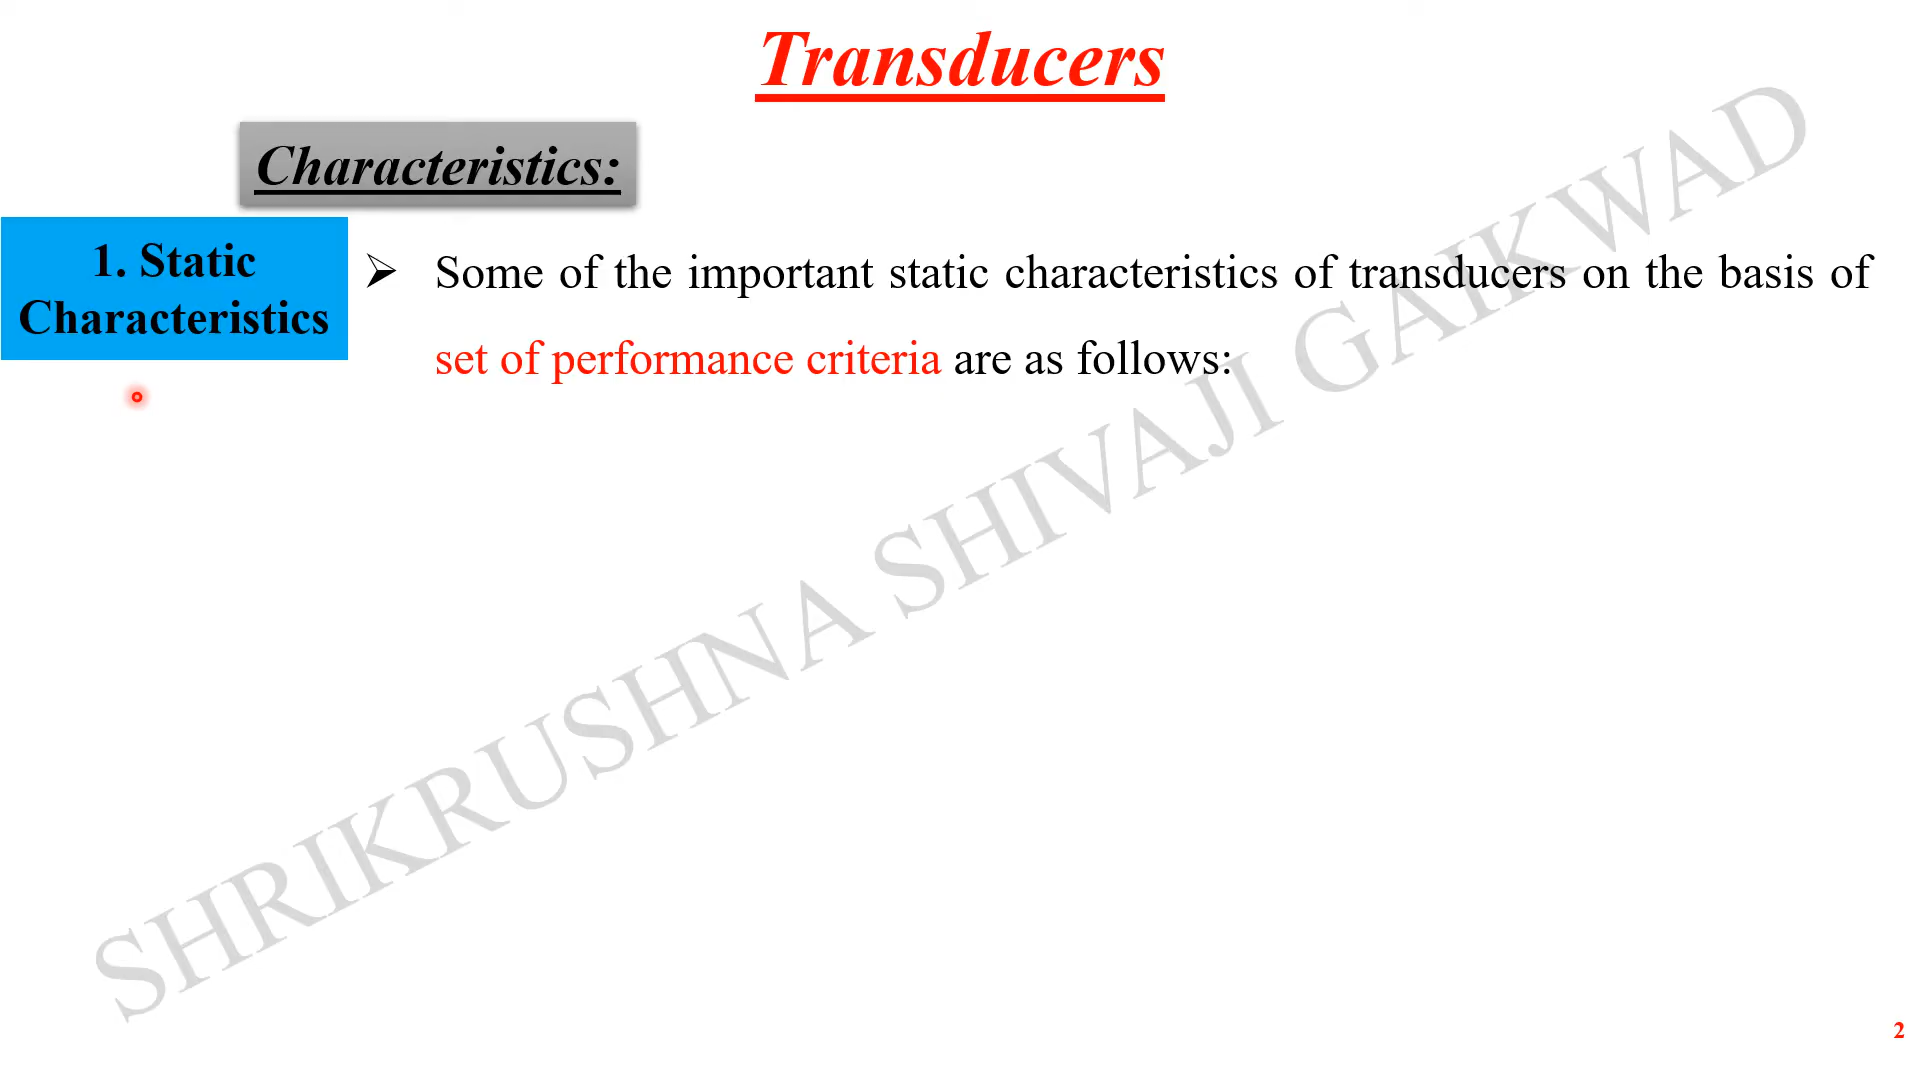 Transducers
Characteristics:
1. Static
Characteristics
➢ Some of the important static characteristics of transducers on the basis of
set of performance criteria are as follows:
SHRIKRUSHNA SHIVAJI GAIKWAD
2